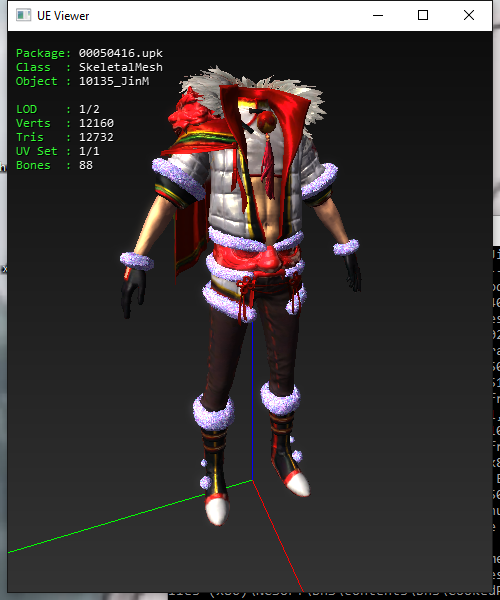 UE Viewer
Package: 00050416.upk
Class : SkeletalMesh
Object : 10135_JinM
LOD : 1/2
Verts : 12160
Tris : 12732
UV Set : 1/1
Bones : 88